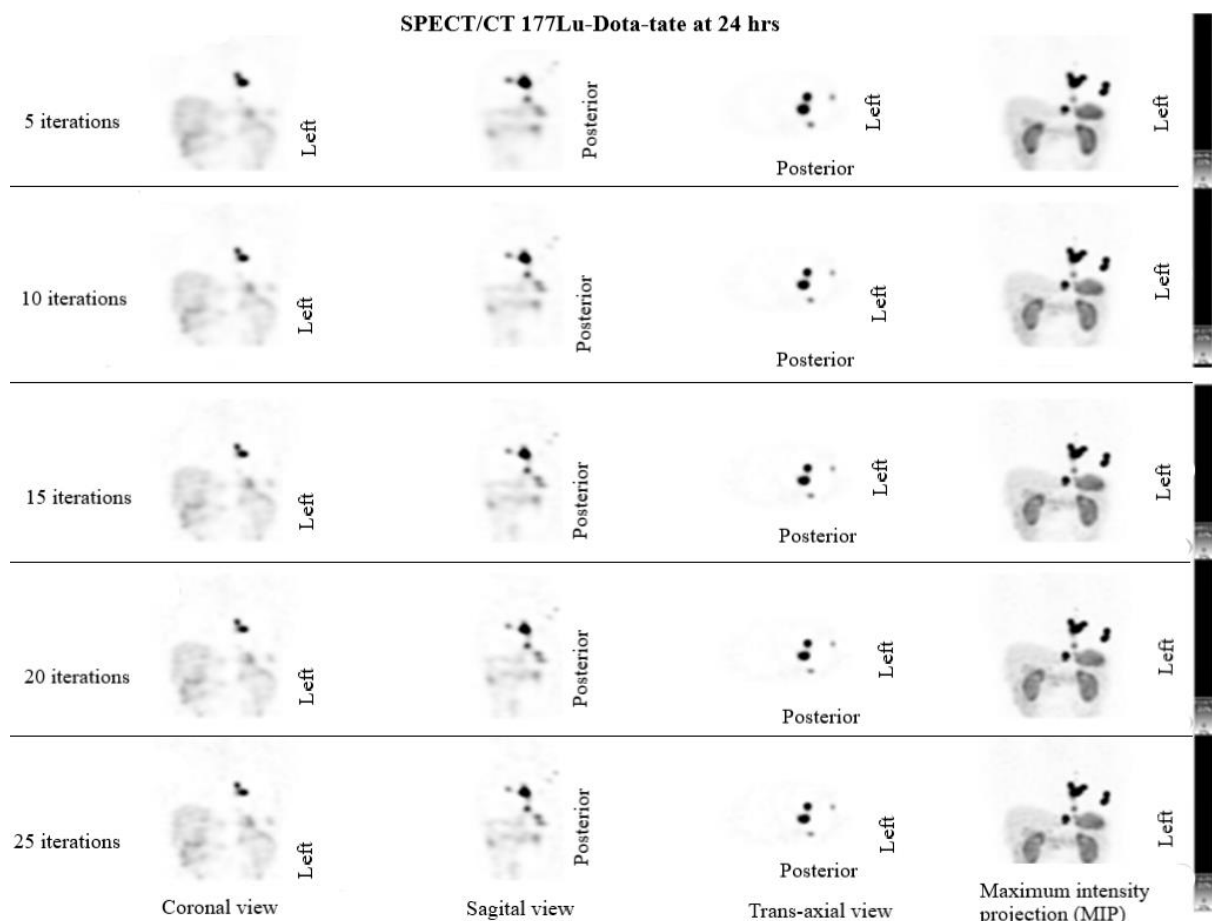 SPECT/CT 177Lu-Dota-tate at 24 hrs
5 iterations
Left
Posterior
Posterior
Left
Left
10 iterations
Left
Posterior
Posterior
Left
Left
15 iterations
Left
Posterior
Posterior
Left
Left
20 iterations
Left
Posterior
Posterior
Left
Left
25 iterations
Left
Posterior
Posterior
Left
Left
Coronal view
Sagital view
Trans-axial view
Maximum intensity
projection (MIP)